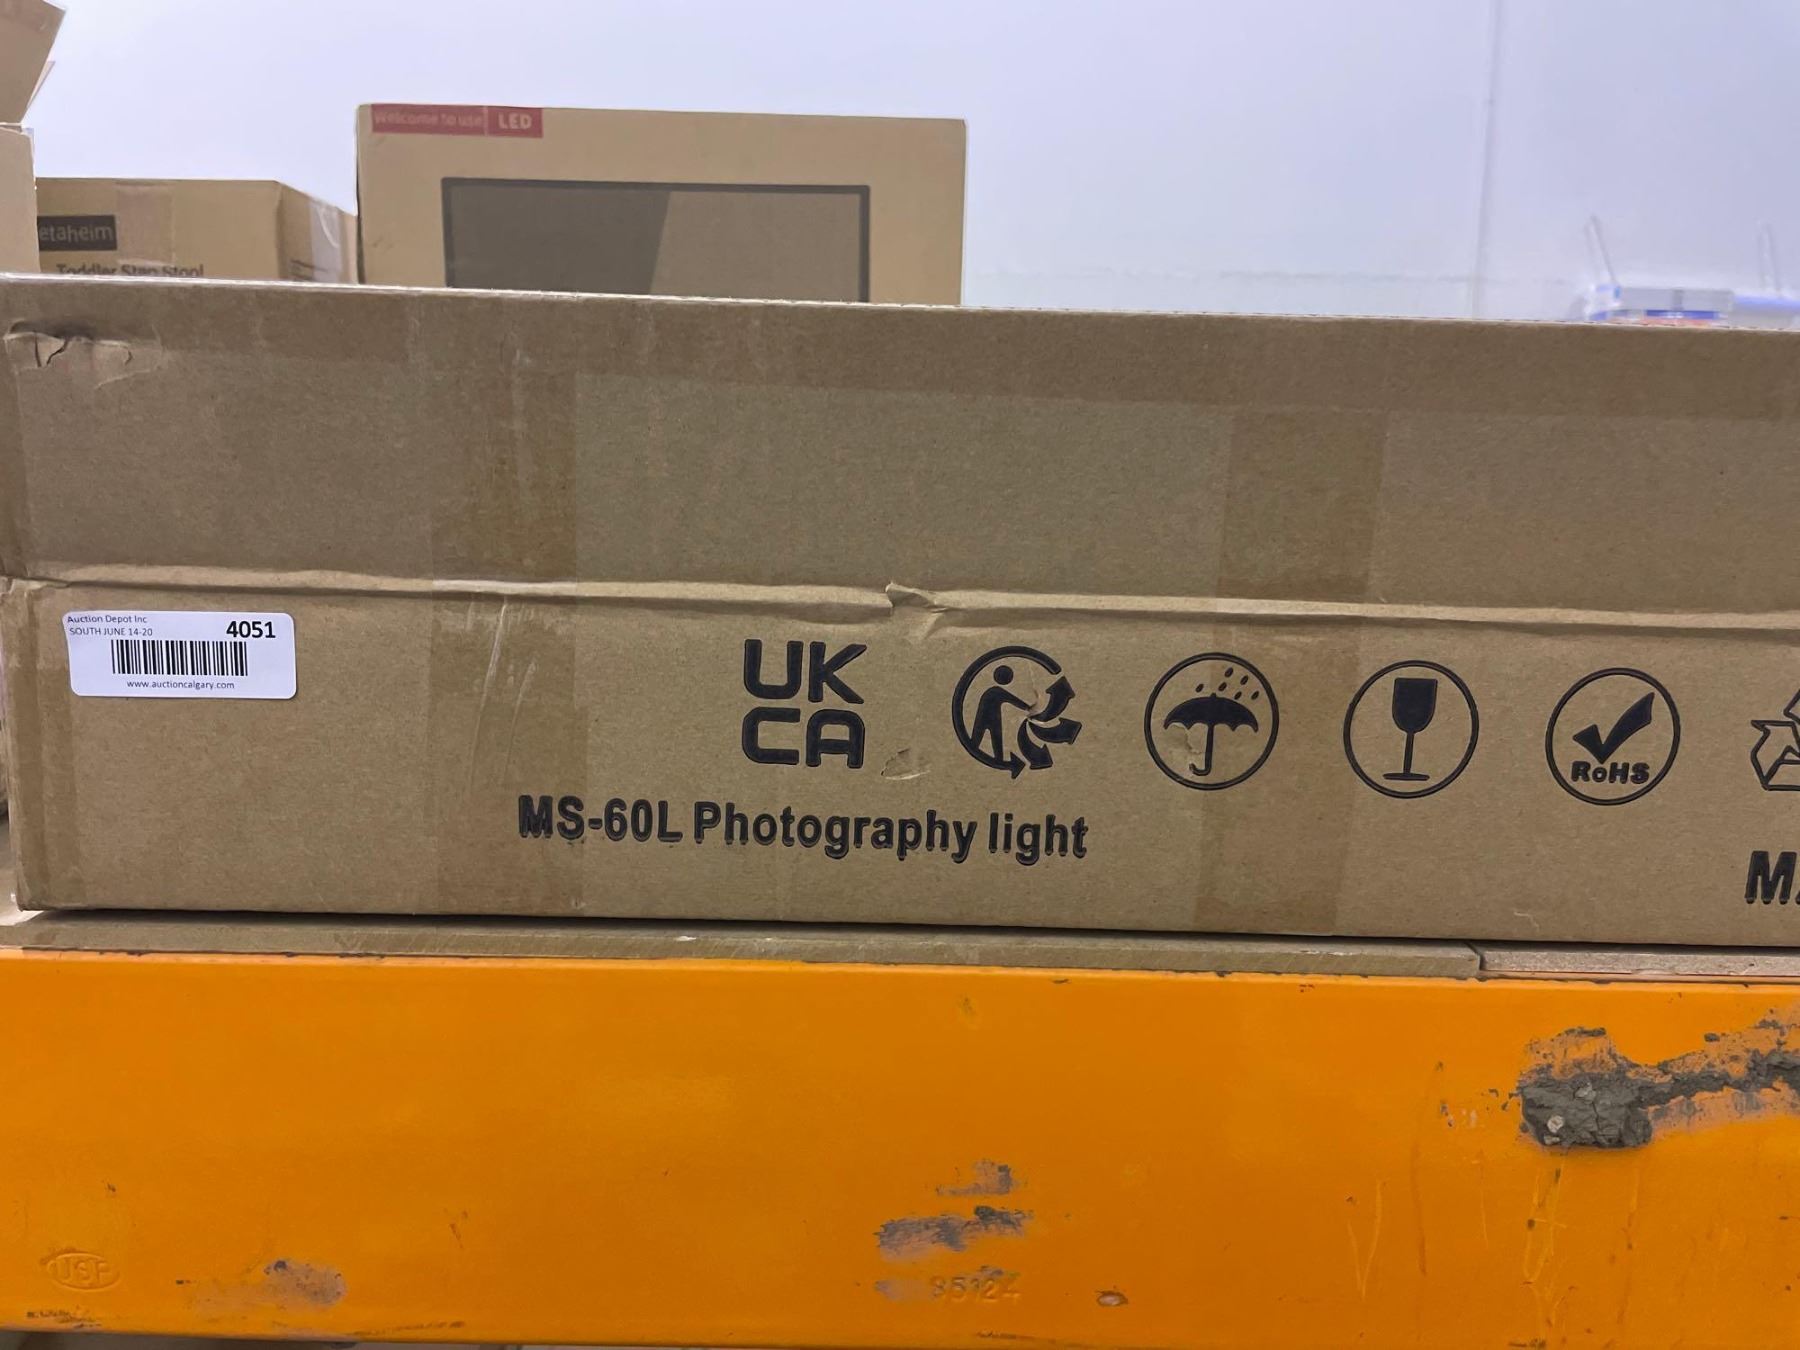 Welcome to use LED
etaheim
Toddler Step Stool
Auction Depot Inc
SOUTH JUNE 14-20
4051
www.auctioncalgary.com
UK
CA
RoHS
MS-60L Photography light
USF